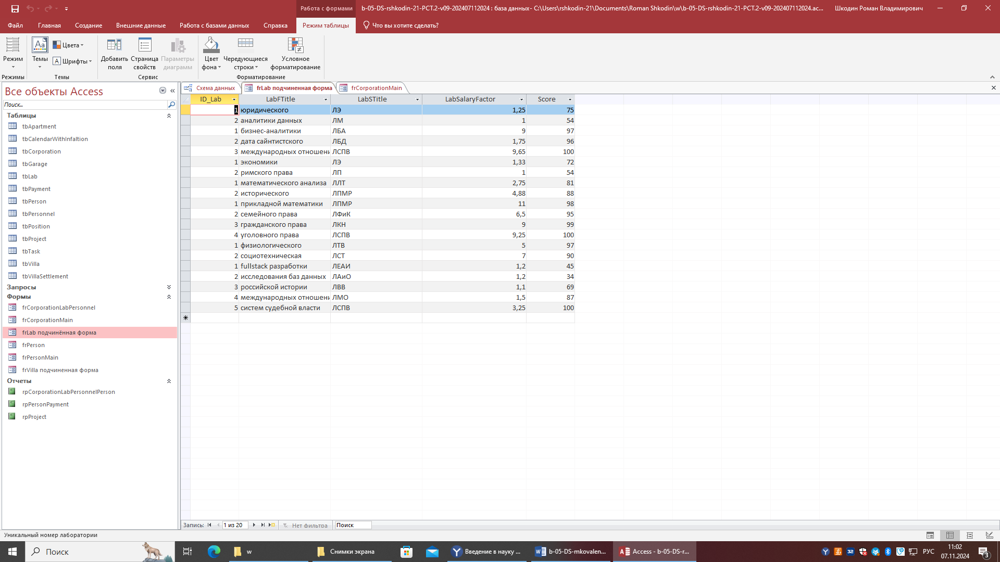 Работа с формами
b-05-DS-rshkodin-21-PCT.2-v09-202407112024 : база данных- C:\Users\rshkodin-21\Documents\Roman Shkodin\w\b-05-DS-rshkodin-21-PCT.2-v09-202407112024.ac...
Шкодин Роман Владимирович
Файл Главная Создание Внешние данные Работа с базами данных Справка Режим таблицы Что вы хотите сделать?
Режим
Темы
Aa
Цвета
A Шрифты
Добавить поля
Страница свойств
Параметры диаграмм
Цвет фона
Чередующиеся строки
Условное форматирование
Режимы Темы Сервис Форматирование
Все объекты Access
Поиск...
Таблицы
tbApartment
tbCalendarWithInfaltion
tbCorporation
tbGarage
tbLab
tbPayment
tbPerson
tbPersonnel
tbPosition
tbProject
tbTask
tbVilla
tbVillaSettlement
Запросы
Формы
frCorporationLabPersonnel
frCorporationMain
frLab подчинённая форма
frPerson
frPersonMain
frVilla подчиненная форма
Отчеты
rpCorporationLabPersonnelPerson
rpPersonPayment
rpProject
Схема данных frLab подчиненная форма frCorporationMain
ID_Lab LabFTitle LabSTitle LabSalaryFactor Score
1 юридического ЛЭ 1,25 75
2 аналитики данных ЛМ 1 54
1 бизнес-аналитики ЛБА 9 97
2 дата сайнтистского ЛБД 1,75 96
3 международных отношени ЛСПВ 9,65 100
1 экономики ЛЭ 1,33 72
2 римского права ЛП 1 54
1 математического анализа ЛЛТ 2,75 81
2 исторического ЛПМР 4,88 88
1 прикладной математики ЛПМР 11 98
2 семейного права ЛФиК 6,5 95
3 гражданского права ЛКН 9 99
4 уголовного права ЛСПВ 9,25 100
1 физиологического ЛТВ 5 97
2 социотехническая ЛСТ 7 90
1 fullstack разработки ЛЕАИ 1,2 45
2 исследования баз данных ЛАиО 1,2 34
3 российской истории ЛВВ 1,1 69
4 международных отношени ЛМО 1,5 87
5 систем судебной власти ЛСПВ 3,25 100
Запись: 1 из 20 Нет фильтра Поиск
Уникальный номер лаборатории
Поиск
w
Снимки экрана
Введение в науку ...
b-05-DS-mkovalen...
Access - b-05-DS-r...
32
РУС
11:02
07.11.2024
3